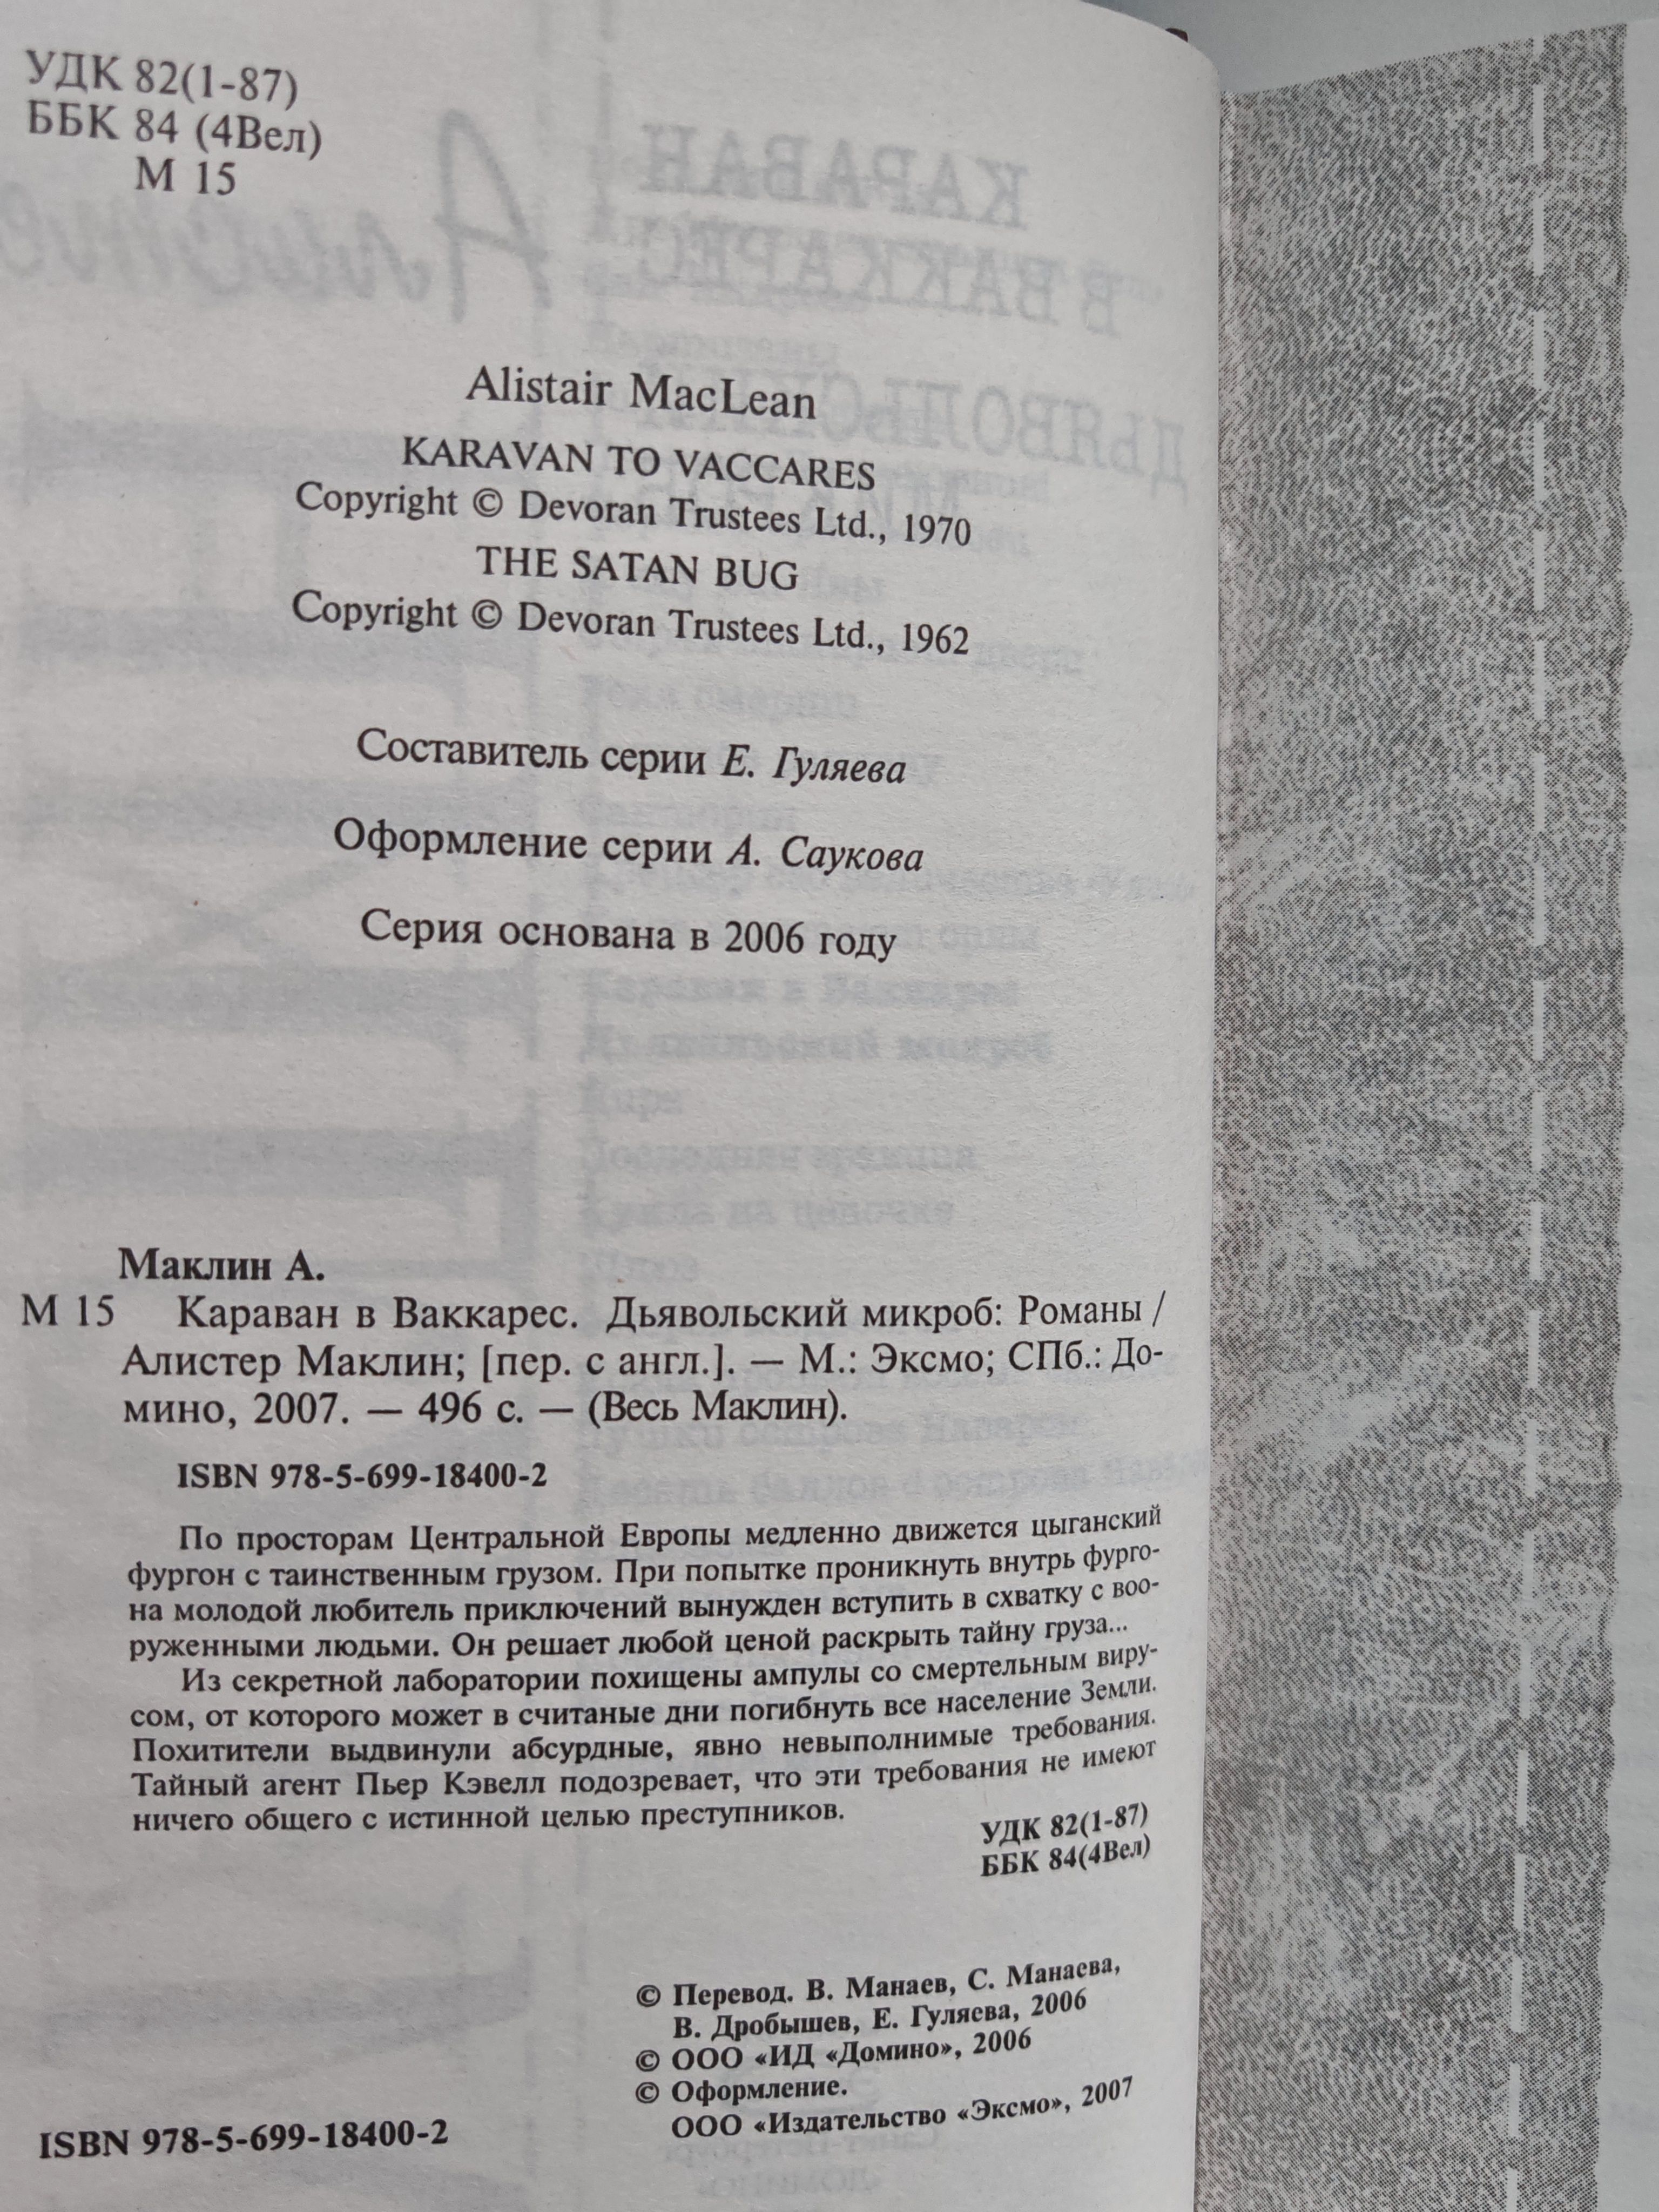 УДК 82(1-87)
ББК 84 (4Вел)
М 15
Alistair MacLean
KARAVAN TO VACCARES
Copyright © Devoran Trustees Ltd., 1970
THE SATAN BUG
Copyright © Devoran Trustees Ltd., 1962
Составитель серии Е. Гуляева
Оформление серии А. Саукова
Серия основана в 2006 году
Маклин А.
М 15 Караван в Ваккарес. Дьявольский микроб: Романы /
Алистер Маклин; [пер. с англ.]. — М.: Эксмо; СПб.: До-
мино, 2007. — 496 с. — (Весь Маклин).
ISBN 978-5-699-18400-2
По просторам Центральной Европы медленно движется цыганский
фургон с таинственным грузом. При попытке проникнуть внутрь фурго-
на молодой любитель приключений вынужден вступить в схватку с воо-
руженными людьми. Он решает любой ценой раскрыть тайну груза...
Из секретной лаборатории похищены ампулы со смертельным виру-
сом, от которого может в считаные дни погибнуть все население Земли.
Похитители выдвинули абсурдные, явно невыполнимые требования.
Тайный агент Пьер Кэвелл подозревает, что эти требования не имеют
ничего общего с истинной целью преступников.
УДК 82(1-87)
ББК 84(4Вел)
© Перевод. В. Манаев, С. Манаева,
В. Дробышев, Е. Гуляева, 2006
© ООО «ИД «Домино», 2006
© Оформление.
ООО «Издательство «Эксмо», 2007
ISBN 978-5-699-18400-2